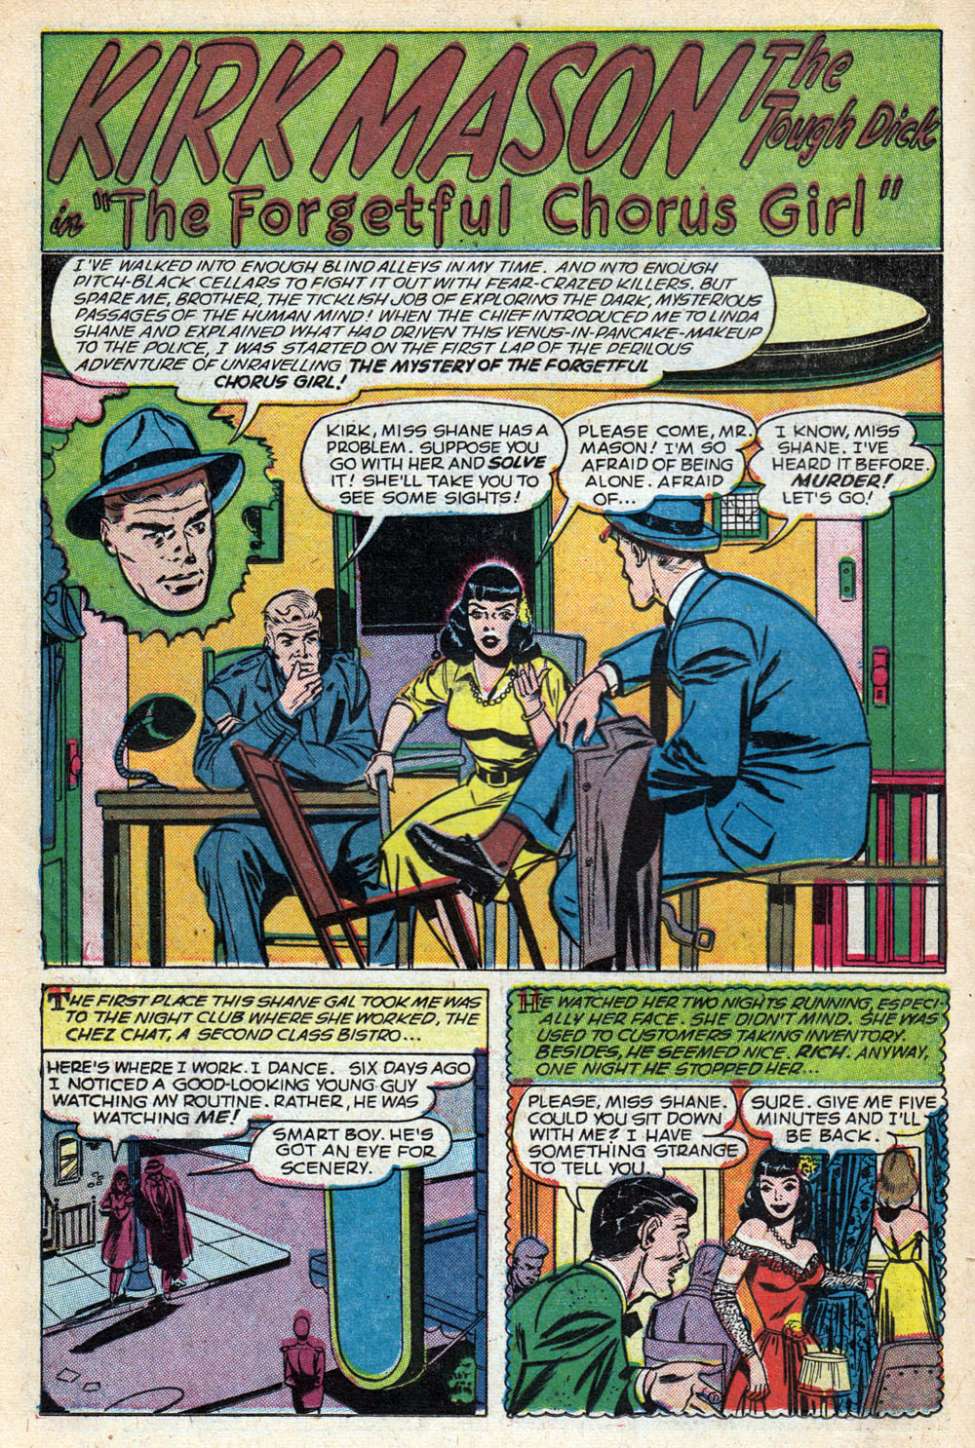 KIRK MASON The
Tough Dick
in "The Forgetful Chorus Girl"
I'VE WALKED INTO ENOUGH BLIND ALLEYS IN MY TIME. AND INTO ENOUGH
PITCH-BLACK CELLARS TO FIGHT IT OUT WITH FEAR-CRAZED KILLERS. BUT
SPARE ME, BROTHER, THE TICKLISH JOB OF EXPLORING THE DARK, MYSTERIOUS
PASSAGES OF THE HUMAN MIND! WHEN THE CHIEF INTRODUCED ME TO LINDA
SHANE AND EXPLAINED WHAT HAD DRIVEN THIS VENUS-IN-PANCAKE-MAKEUP
TO THE POLICE, I WAS STARTED ON THE FIRST LAP OF THE PERILOUS
ADVENTURE OF UNRAVELLING THE MYSTERY OF THE FORGETFUL
CHORUS GIRL!
KIRK, MISS SHANE HAS A
PROBLEM. SUPPOSE YOU
GO WITH HER AND SOLVE
IT! SHE'LL TAKE YOU TO
SEE SOME SIGHTS!
PLEASE COME, MR.
MASON! I'M SO
AFRAID OF BEING
ALONE. AFRAID
OF...
I KNOW, MISS
SHANE. I'VE
HEARD IT BEFORE.
MURDER!
LET'S GO!
THE FIRST PLACE THIS SHANE GAL TOOK ME WAS
TO THE NIGHT CLUB WHERE SHE WORKED, THE
CHEZ CHAT, A SECOND CLASS BISTRO...
HERE'S WHERE I WORK. I DANCE. SIX DAYS AGO
I NOTICED A GOOD-LOOKING YOUNG GUY
WATCHING MY ROUTINE. RATHER, HE WAS
WATCHING ME!
SMART BOY. HE'S
GOT AN EYE FOR
SCENERY.
HE WATCHED HER TWO NIGHTS RUNNING, ESPECI-
ALLY HER FACE. SHE DIDN'T MIND. SHE WAS
USED TO CUSTOMERS TAKING INVENTORY.
BESIDES, HE SEEMED NICE. RICH. ANYWAY,
ONE NIGHT HE STOPPED HER...
PLEASE, MISS SHANE.
COULD YOU SIT DOWN
WITH ME? I HAVE
SOMETHING STRANGE
TO TELL YOU.
SURE. GIVE ME FIVE
MINUTES AND I'LL
BE BACK.